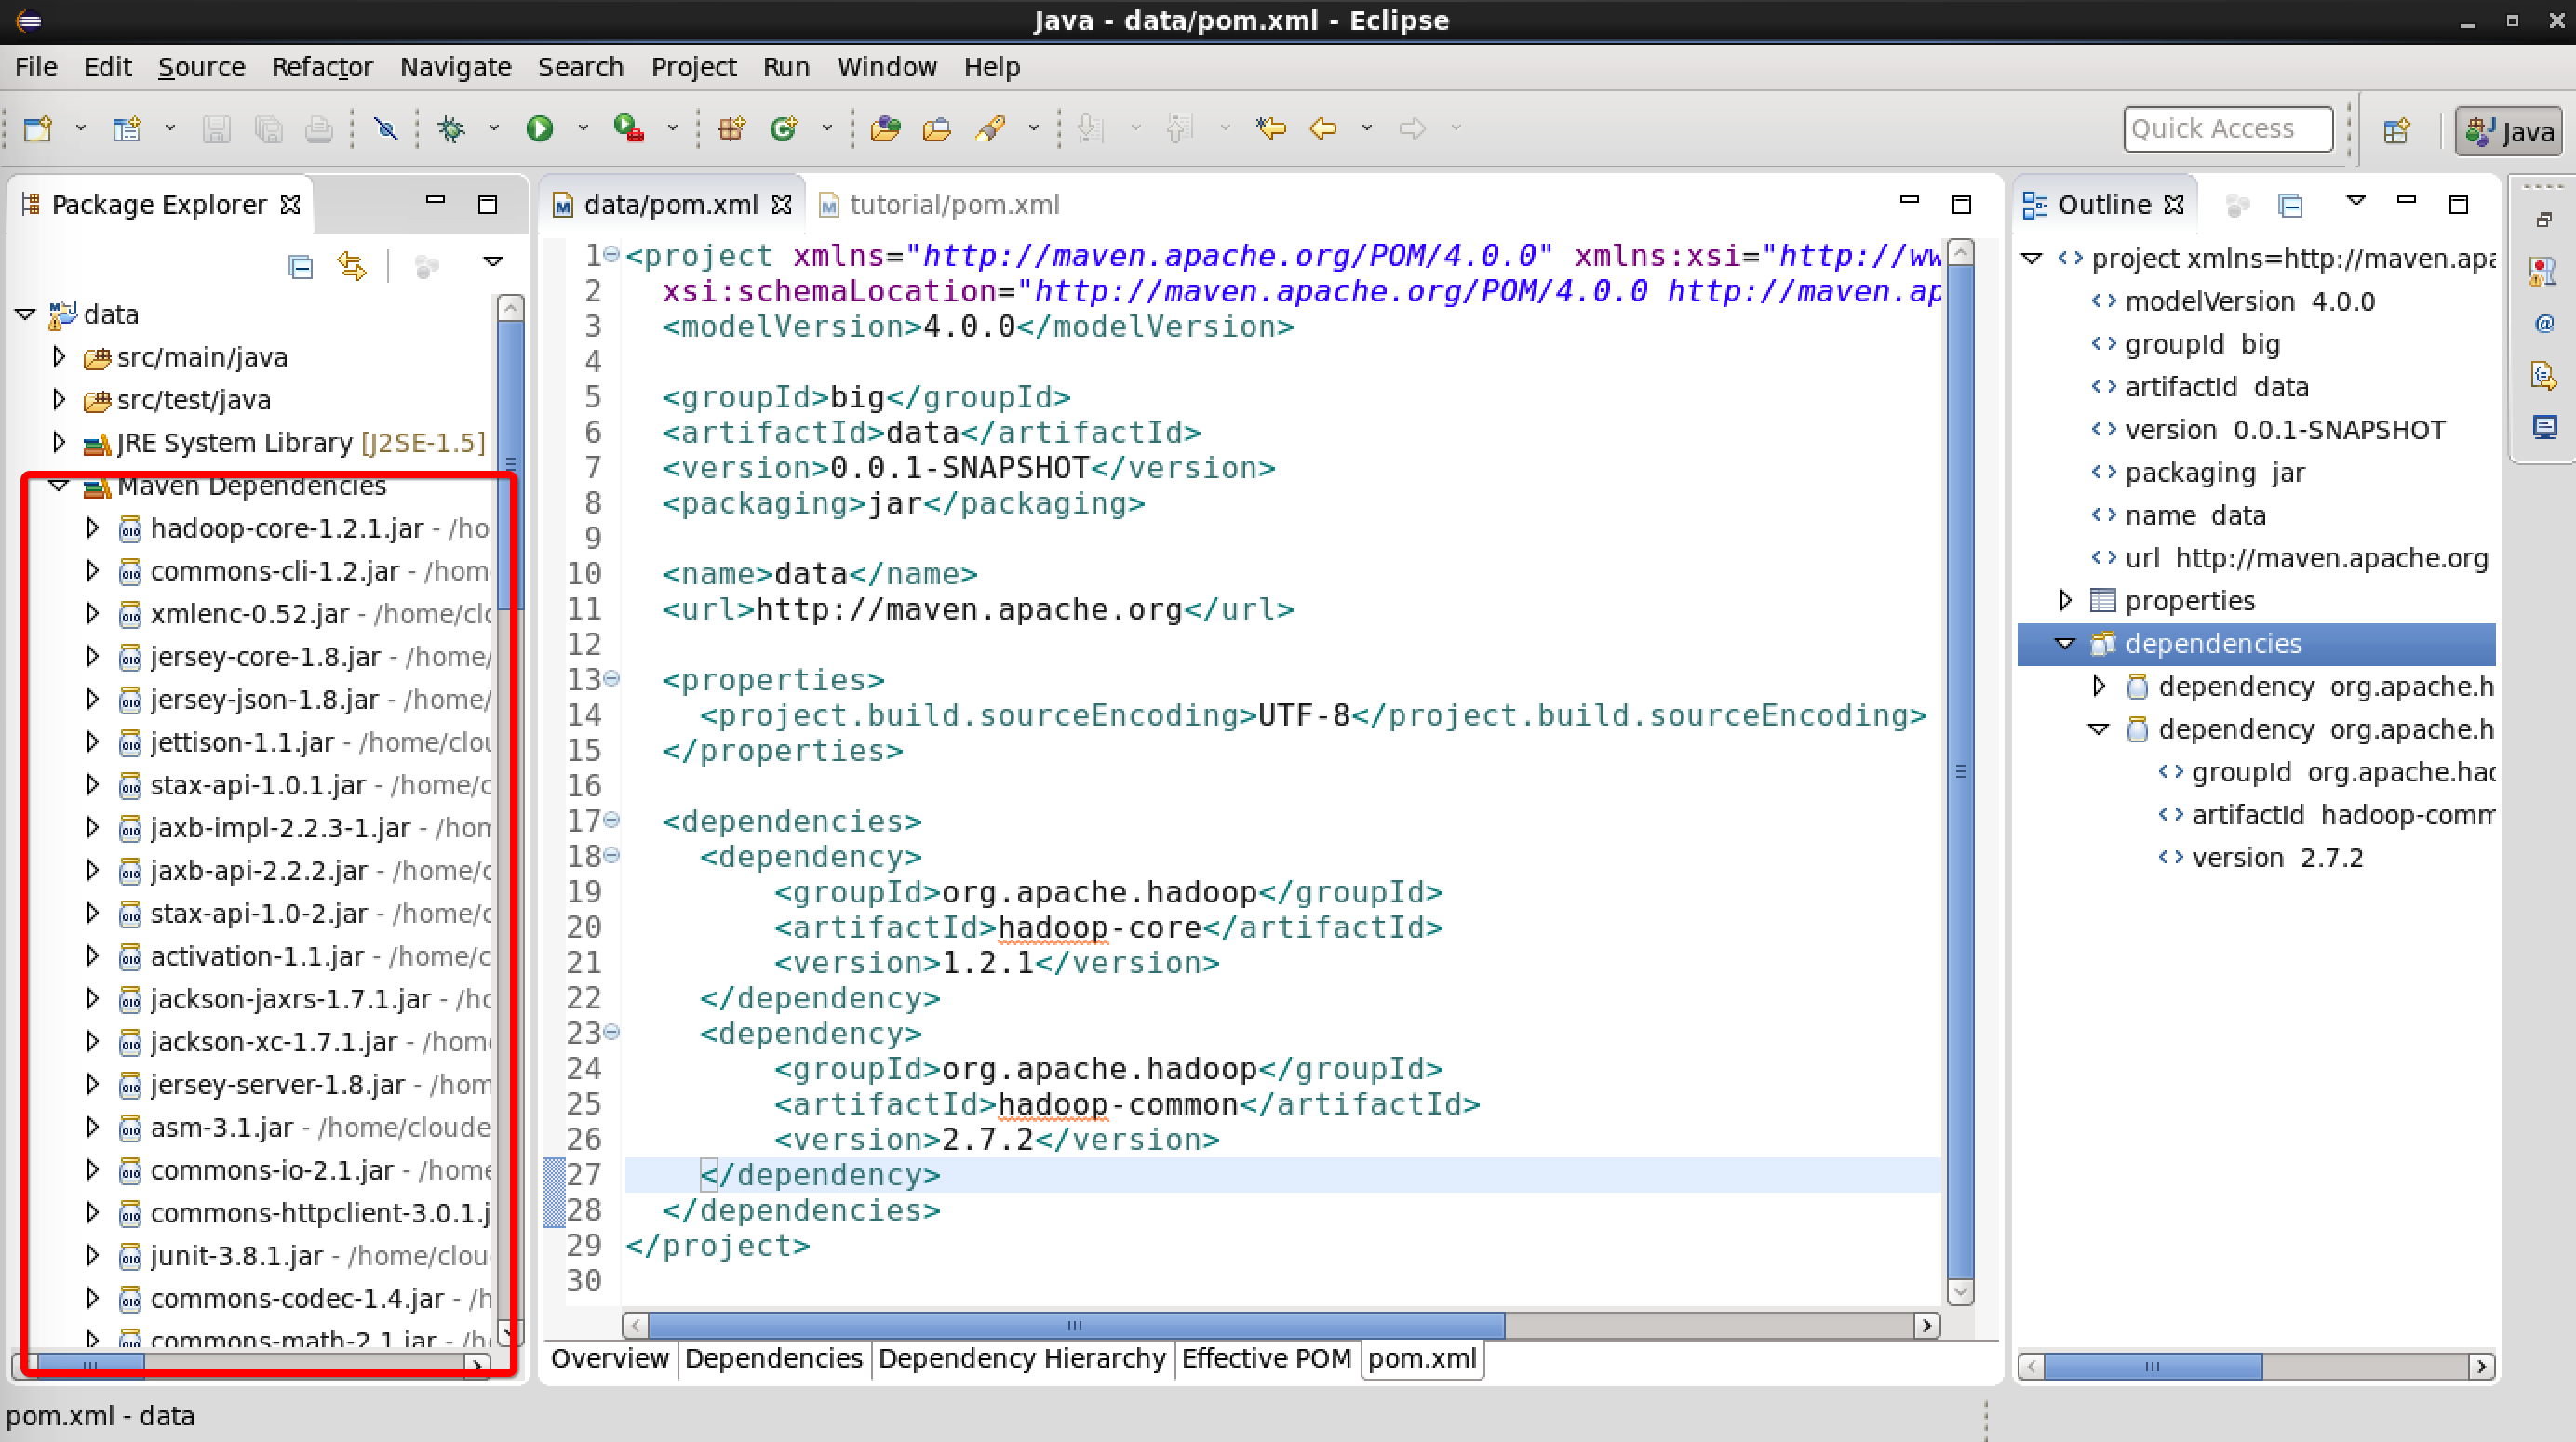 Java - data/pom.xml - Eclipse
File Edit Source Refactor Navigate Search Project Run Window Help
Quick Access
Java
Package Explorer
data
src/main/java
src/test/java
JRE System Library [J2SE-1.5]
Maven Dependencies
hadoop-core-1.2.1.jar - /ho
commons-cli-1.2.jar - /hom
xmlenc-0.52.jar - /home/clo
jersey-core-1.8.jar - /home/
jersey-json-1.8.jar - /home/
jettison-1.1.jar - /home/clou
stax-api-1.0.1.jar - /home/c
jaxb-impl-2.2.3-1.jar - /hom
jaxb-api-2.2.2.jar - /home/c
stax-api-1.0-2.jar - /home/c
activation-1.1.jar - /home/c
jackson-jaxrs-1.7.1.jar - /ho
jackson-xc-1.7.1.jar - /home
jersey-server-1.8.jar - /hom
asm-3.1.jar - /home/cloude
commons-io-2.1.jar - /home
commons-httpclient-3.0.1.j
junit-3.8.1.jar - /home/clou
commons-codec-1.4.jar - /h
commons-math-2.1.jar - /h
data/pom.xml
tutorial/pom.xml
1 <project xmlns="http://maven.apache.org/POM/4.0.0" xmlns:xsi="http://ww
2 xsi:schemaLocation="http://maven.apache.org/POM/4.0.0 http://maven.ap
3 <modelVersion>4.0.0</modelVersion>
4
5 <groupId>big</groupId>
6 <artifactId>data</artifactId>
7 <version>0.0.1-SNAPSHOT</version>
8 <packaging>jar</packaging>
9
10 <name>data</name>
11 <url>http://maven.apache.org</url>
12
13 <properties>
14 <project.build.sourceEncoding>UTF-8</project.build.sourceEncoding>
15 </properties>
16
17 <dependencies>
18 <dependency>
19 <groupId>org.apache.hadoop</groupId>
20 <artifactId>hadoop-core</artifactId>
21 <version>1.2.1</version>
22 </dependency>
23 <dependency>
24 <groupId>org.apache.hadoop</groupId>
25 <artifactId>hadoop-common</artifactId>
26 <version>2.7.2</version>
27 </dependency>
28 </dependencies>
29 </project>
30
Overview Dependencies Dependency Hierarchy Effective POM pom.xml
Outline
project xmlns=http://maven.apa
modelVersion 4.0.0
groupId big
artifactId data
version 0.0.1-SNAPSHOT
packaging jar
name data
url http://maven.apache.org
properties
dependencies
dependency org.apache.h
dependency org.apache.h
groupId org.apache.had
artifactId hadoop-comm
version 2.7.2
pom.xml - data